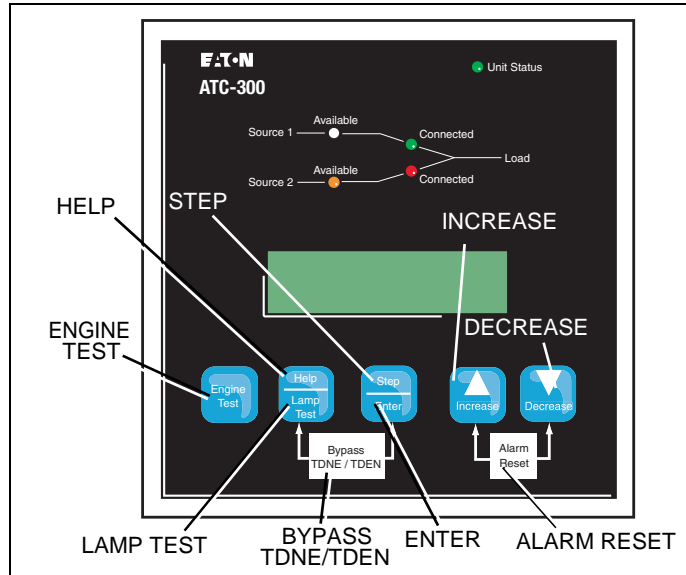 EATON
ATC-300
Unit Status
Available
Source 1
Connected
Load
Available
Source 2
Connected
HELP
STEP
INCREASE
ENGINE
TEST
DECREASE
Engine
Test
Help
Lamp
Test
Step
Enter
Increase
Decrease
Bypass
TDNE / TDEN
Alarm
Reset
LAMP TEST
BYPASS
TDNE/TDEN
ENTER
ALARM RESET